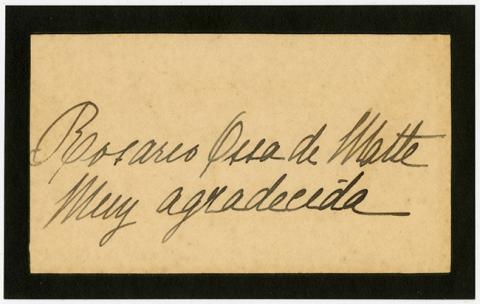 Rosario Ossa de Matte
Muy agradecida